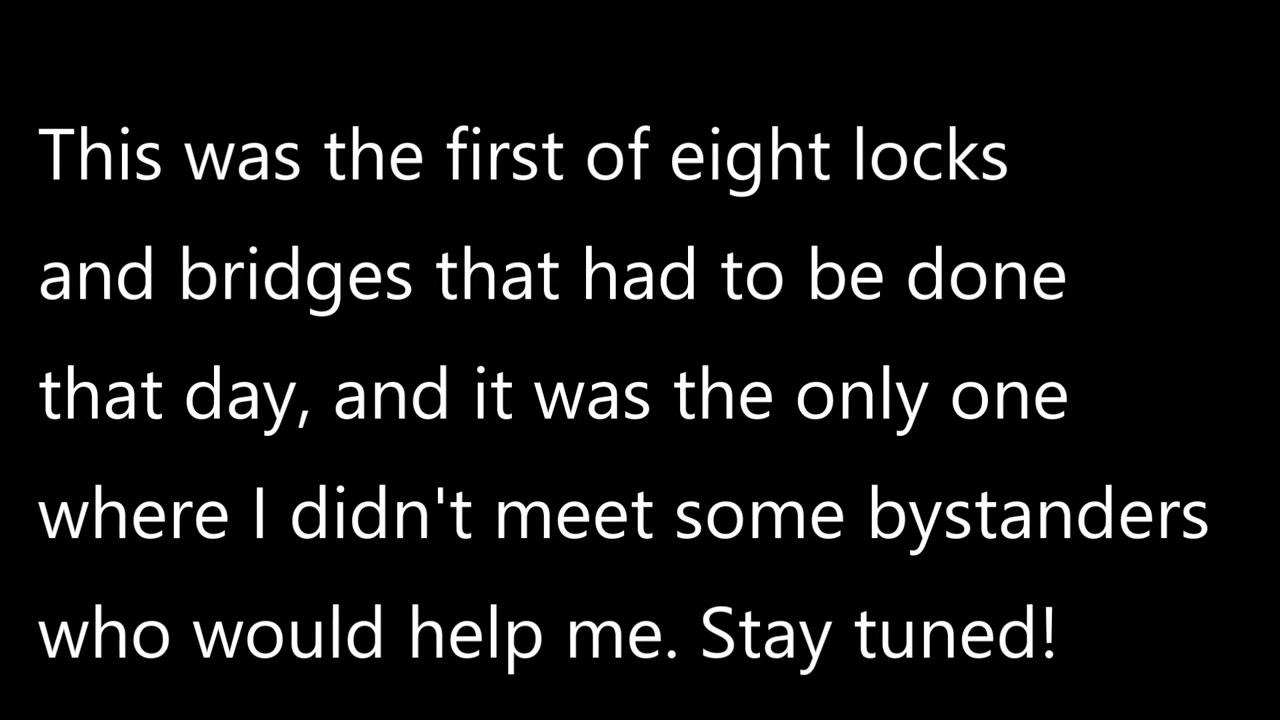 This was the first of eight locks
and bridges that had to be done
that day, and it was the only one
where I didn't meet some bystanders
who would help me. Stay tuned!